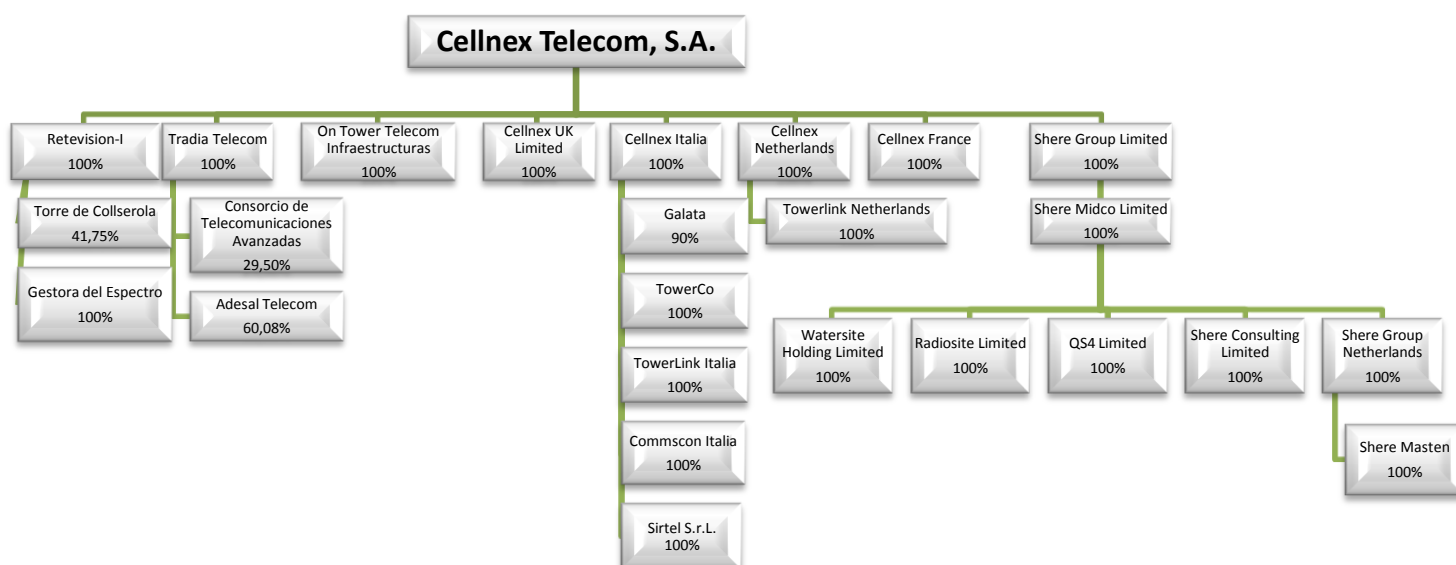 Cellnex Telecom, S.A.
Retevision-I
100%
Tradia Telecom
100%
On Tower Telecom
Infraestructuras
100%
Cellnex UK
Limited
100%
Cellnex Italia
100%
Cellnex
Netherlands
100%
Cellnex France
100%
Shere Group Limited
100%
Torre de Collserola
41,75%
Gestora del Espectro
100%
Consorcio de
Telecomunicaciones
Avanzadas
29,50%
Adesal Telecom
60,08%
Galata
90%
TowerCo
100%
TowerLink Italia
100%
Commscon Italia
100%
Sirtel S.r.L.
100%
Towerlink Netherlands
100%
Shere Midco Limited
100%
Watersite
Holding Limited
100%
Radiosite Limited
100%
QS4 Limited
100%
Shere Consulting
Limited
100%
Shere Group
Netherlands
100%
Shere Masten
100%